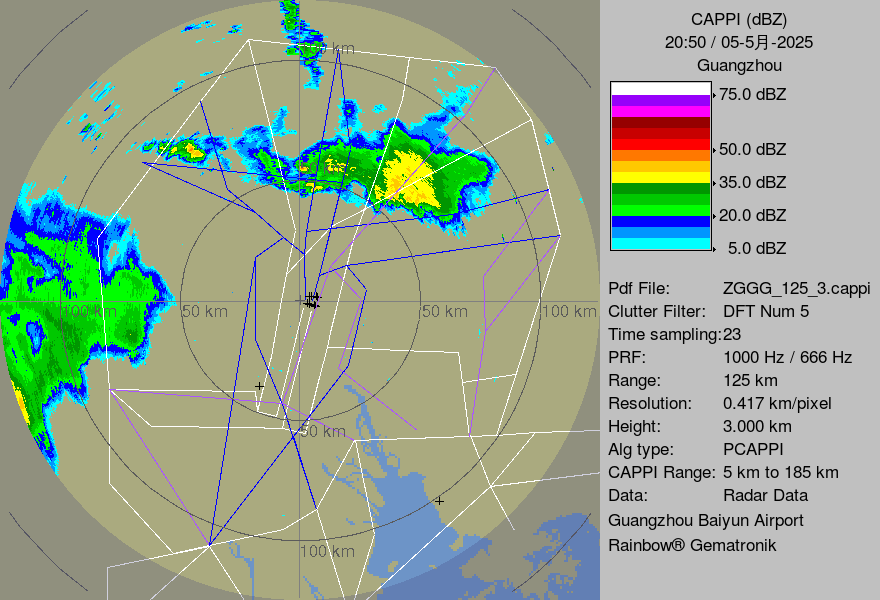 CAPPI (dBZ)
20:50 / 05-5月-2025
Guangzhou
75.0 dBZ
50.0 dBZ
35.0 dBZ
20.0 dBZ
5.0 dBZ
Pdf File: ZGGG_125_3.cappi
Clutter Filter: DFT Num 5
Time sampling:23
PRF: 1000 Hz / 666 Hz
Range: 125 km
Resolution: 0.417 km/pixel
Height: 3.000 km
Alg type: PCAPPI
CAPPI Range: 5 km to 185 km
Data: Radar Data
Guangzhou Baiyun Airport
Rainbow® Gematronik
100 km
100 km
50 km
50 km
100 km
50 km
100 km